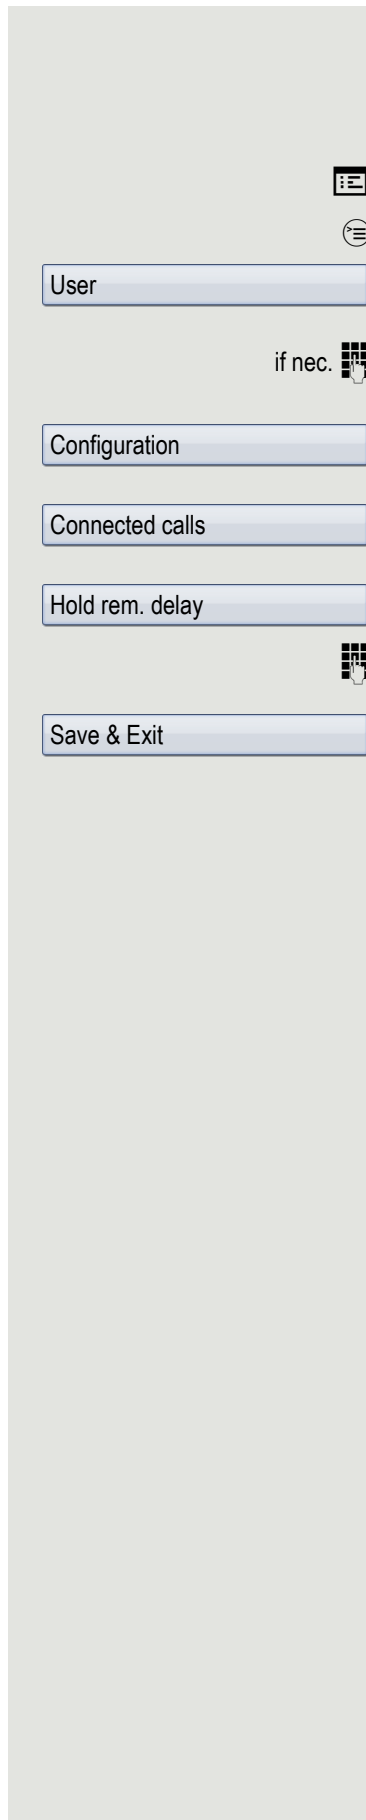 User
if nec.
Configuration
Connected calls
Hold rem. delay
Save & Exit